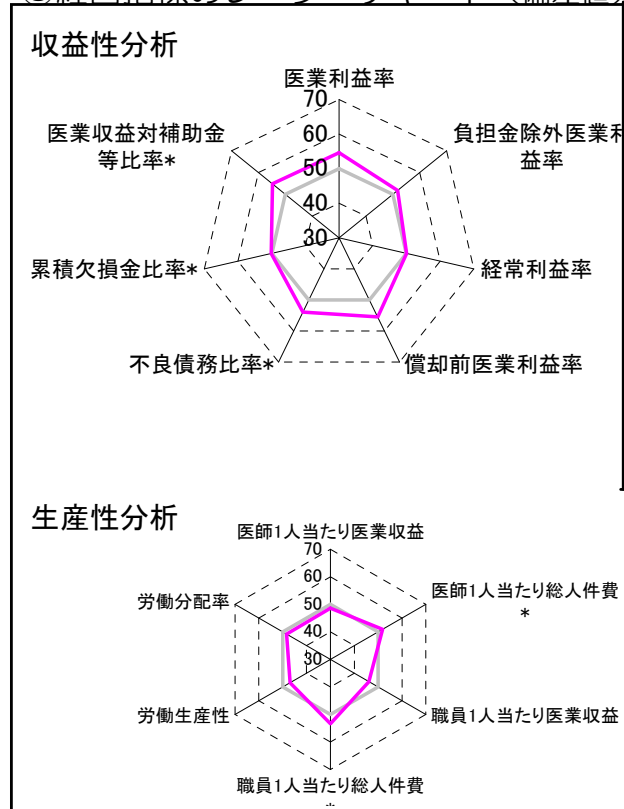 収益性分析
医業利益率
70
60
50
40
30
医業収益対補助金
等比率*
負担金除外医業利
益率
累積欠損金比率*
経常利益率
不良債務比率*
償却前医業利益率
生産性分析
医師1人当たり医業収益
70
60
50
40
30
労働分配率
医師1人当たり総人件費
*
労働生産性
職員1人当たり医業収益
職員1人当たり総人件費
*